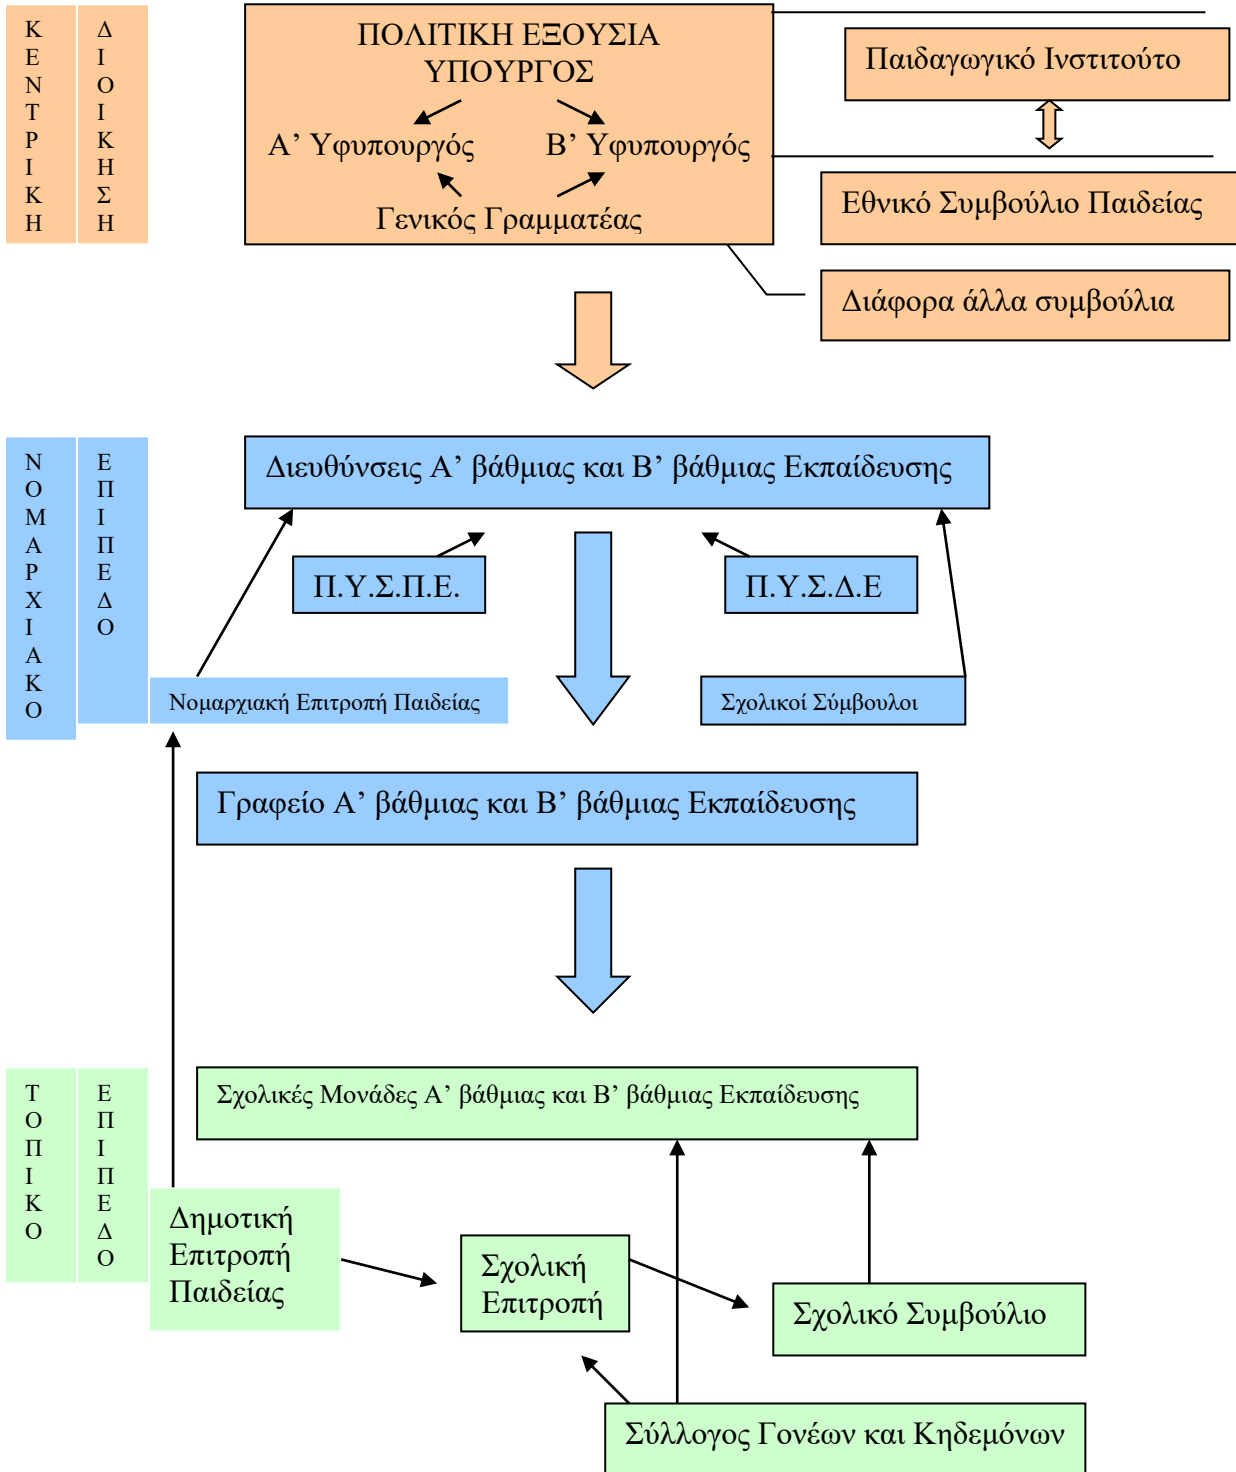 ΚΕΝΤΡΙΚΗ
ΔΙΟΙΚΗΣΗ
ΠΟΛΙΤΙΚΗ ΕΞΟΥΣΙΑ
ΥΠΟΥΡΓΟΣ
Α’ Υφυπουργός Β’ Υφυπουργός
Γενικός Γραμματέας
Παιδαγωγικό Ινστιτούτο
Εθνικό Συμβούλιο Παιδείας
Διάφορα άλλα συμβούλια
ΝΟΜΑΡΧΙΑΚΟ
ΕΠΙΠΕΔΟ
Διευθύνσεις Α’ βάθμιας και Β’ βάθμιας Εκπαίδευσης
Π.Υ.Σ.Π.Ε.
Π.Υ.Σ.Δ.Ε
Νομαρχιακή Επιτροπή Παιδείας
Σχολικοί Σύμβουλοι
Γραφείο Α’ βάθμιας και Β’ βάθμιας Εκπαίδευσης
ΤΟΠΙΚΟ
ΕΠΙΠΕΔΟ
Σχολικές Μονάδες Α’ βάθμιας και Β’ βάθμιας Εκπαίδευσης
Δημοτική
Επιτροπή
Παιδείας
Σχολική
Επιτροπή
Σχολικό Συμβούλιο
Σύλλογος Γονέων και Κηδεμόνων